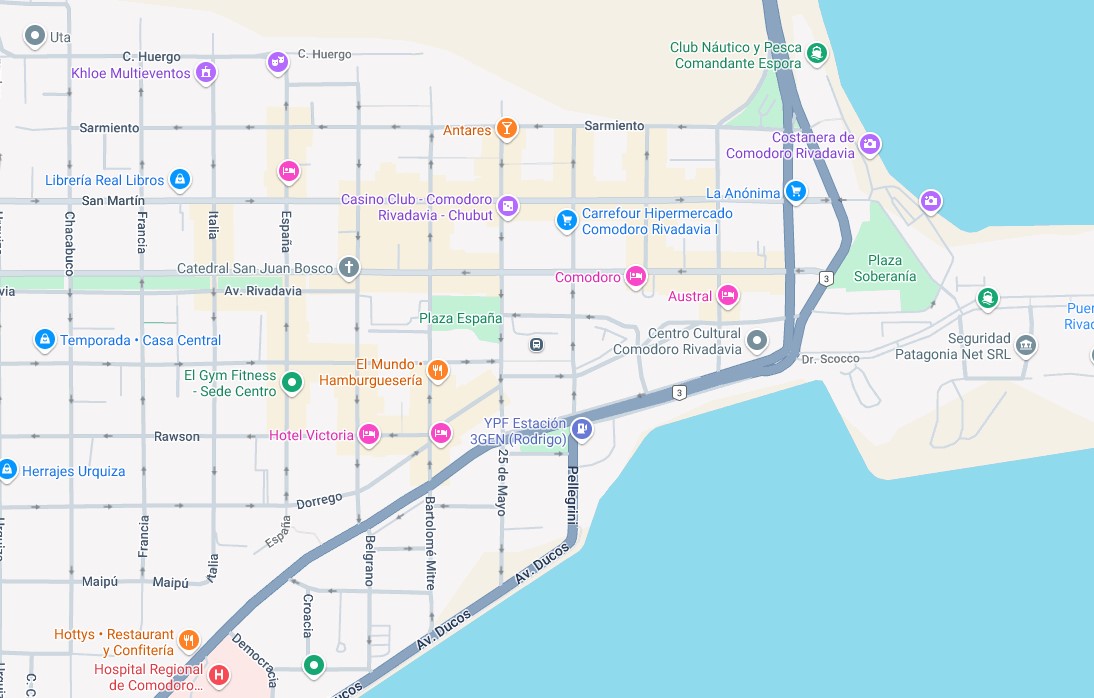 Uta
C. Huergo
C. Huergo
Khloe Multieventos
Club Náutico y Pesca
Comandante Espora
Sarmiento
Antares
Sarmiento
Costanera de
Comodoro Rivadavia
Librería Real Libros
San Martín
Casino Club - Comodoro
Rivadavia - Chubut
La Anónima
Carrefour Hipermercado
Comodoro Rivadavia I
Chacabuco
Francia
Italia
España
Catedral San Juan Bosco
Comodoro
Austral
3
Plaza
Soberanía
Av. Rivadavia
Plaza España
Temporada • Casa Central
Centro Cultural
Comodoro Rivadavia
Dr. Scocco
Seguridad
Patagonia Net SRL
El Mundo •
Hamburguesería
El Gym Fitness
- Sede Centro
3
YPF Estación
3GEN (Rodrigo)
Rawson
Hotel Victoria
Herrajes Urquiza
25 de Mayo
Pellegrini
Dorrego
Bartolomé Mitre
Francia
España
Belgrano
Italia
Av. Ducos
Maipú
Maipú
Croacia
Av. Ducos
Hottys • Restaurant
y Confitería
Democracia
Hospital Regional
de Comodoro...